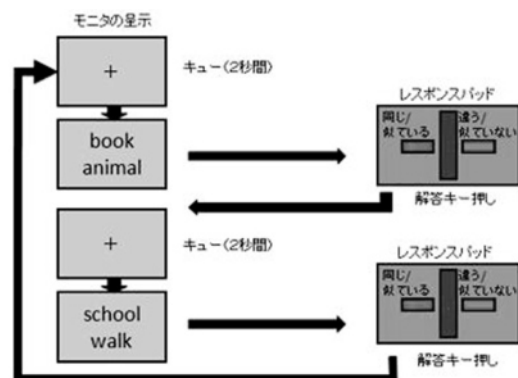 モニタの呈示
+
キュー(2秒間)
book
animal
レスポンスパッド
同じ/
似ている
違う/
似ていない
解答キー押し
+
キュー(2秒間)
school
walk
レスポンスパッド
同じ/
似ている
違う/
似ていない
解答キー押し